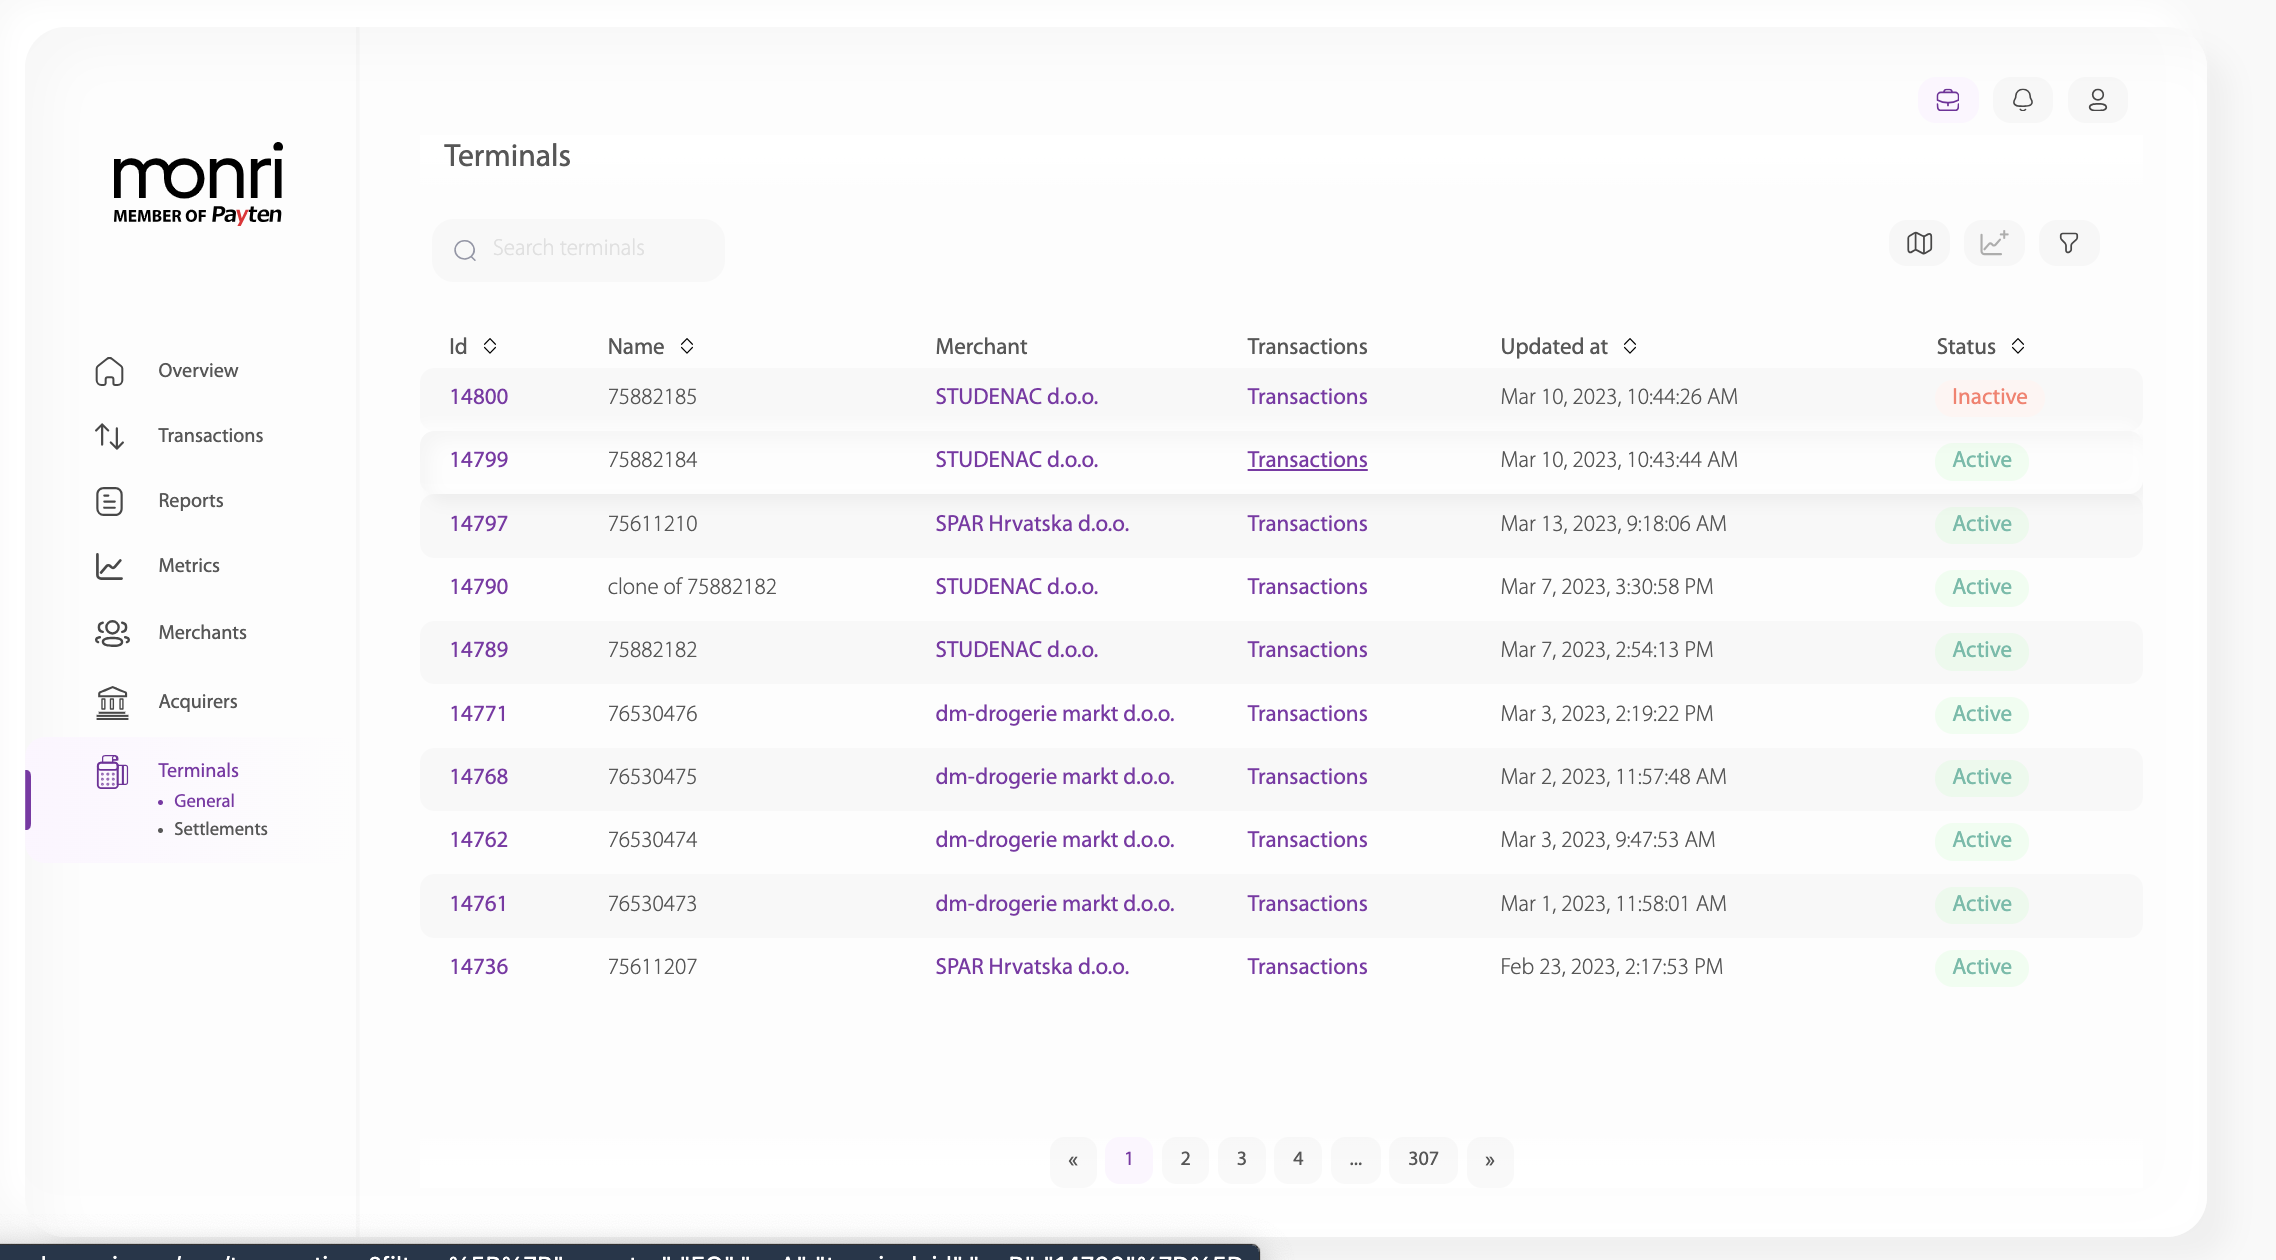 monri
MEMBER OF Payten
Terminals
Search terminals
Overview
Transactions
Reports
Metrics
Merchants
Acquirers
Terminals
• General
• Settlements
Id Name Merchant Transactions Updated at Status
14800 75882185 STUDENAC d.o.o. Transactions Mar 10, 2023, 10:44:26 AM Inactive
14799 75882184 STUDENAC d.o.o. Transactions Mar 10, 2023, 10:43:44 AM Active
14797 75611210 SPAR Hrvatska d.o.o. Transactions Mar 13, 2023, 9:18:06 AM Active
14790 clone of 75882182 STUDENAC d.o.o. Transactions Mar 7, 2023, 3:30:58 PM Active
14789 75882182 STUDENAC d.o.o. Transactions Mar 7, 2023, 2:54:13 PM Active
14771 76530476 dm-drogerie markt d.o.o. Transactions Mar 3, 2023, 2:19:22 PM Active
14768 76530475 dm-drogerie markt d.o.o. Transactions Mar 2, 2023, 11:57:48 AM Active
14762 76530474 dm-drogerie markt d.o.o. Transactions Mar 3, 2023, 9:47:53 AM Active
14761 76530473 dm-drogerie markt d.o.o. Transactions Mar 1, 2023, 11:58:01 AM Active
14736 75611207 SPAR Hrvatska d.o.o. Transactions Feb 23, 2023, 2:17:53 PM Active
« 1 2 3 4 ... 307 »